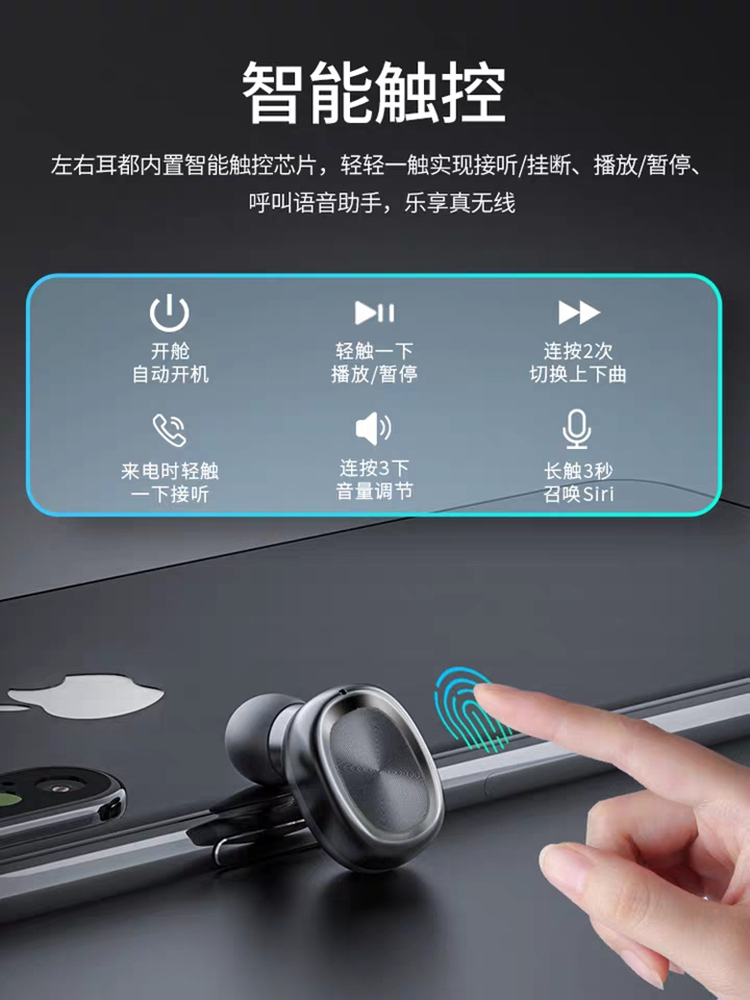 智能触控
左右耳都内置智能触控芯片，轻轻一触实现接听/挂断、播放/暂停、
呼叫语音助手，乐享真无线
开舱
自动开机
轻触一下
播放/暂停
连按2次
切换上下曲
来电时轻触
一下接听
连按3下
音量调节
长触3秒
召唤Siri